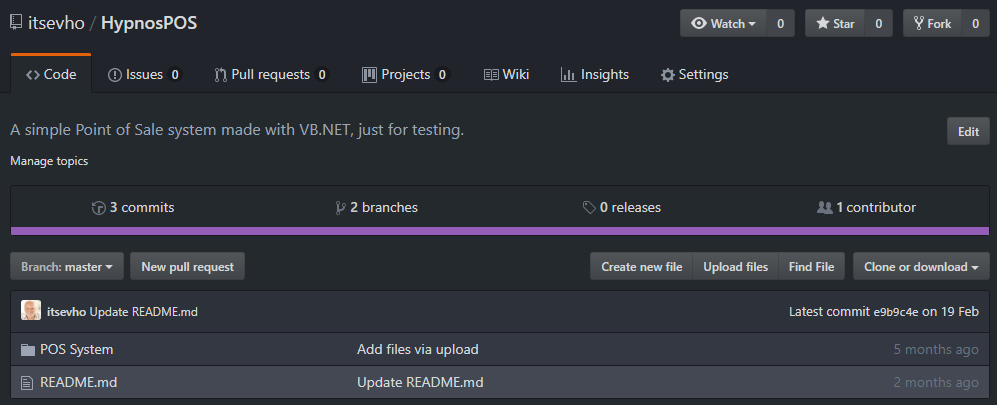 itsevho / HypnosPOS
Watch 0 Star 0 Fork 0
Code Issues 0 Pull requests 0 Projects 0 Wiki Insights Settings
A simple Point of Sale system made with VB.NET, just for testing.
Edit
Manage topics
3 commits 2 branches 0 releases 1 contributor
Branch: master New pull request Create new file Upload files Find File Clone or download
itsevho Update README.md Latest commit e9b9c4e on 19 Feb
POS System Add files via upload 5 months ago
README.md Update README.md 2 months ago